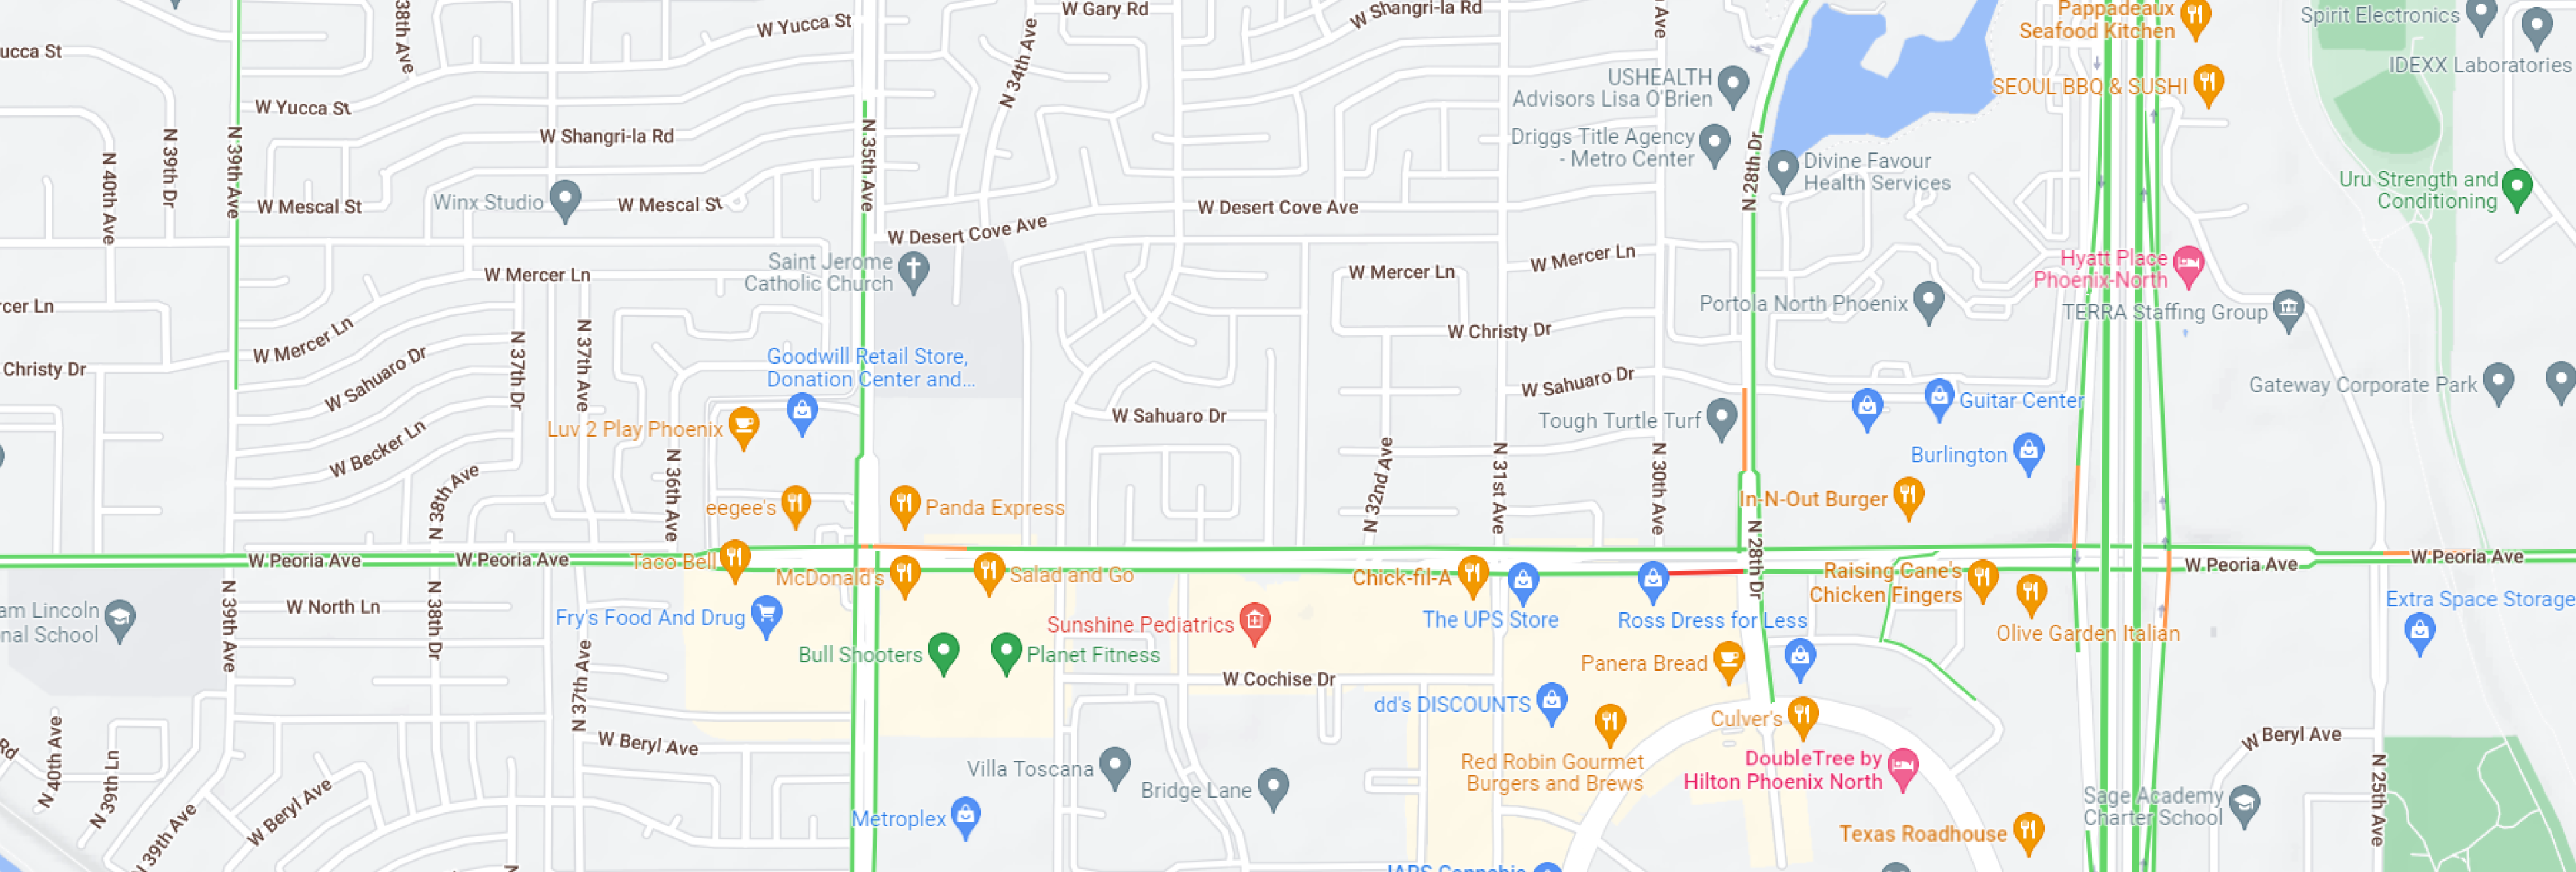 38th Ave
W Gary Rd
W Shangri-la Rd
Ave
Pappadeaux
Seafood Kitchen
Spirit Electronics
W Yucca St
ucca St
N 34th Ave
IDEXX Laboratories
USHEALTH
Advisors Lisa O'Brien
SEOUL BBQ & SUSHI
W Yucca St
W Shangri-la Rd
Driggs Title Agency
- Metro Center
N 40th Ave
N 39th Dr
N 39th Ave
N 35th Ave
N 28th Dr
Divine Favour
Health Services
Uru Strength and
Conditioning
W Mescal St
Winx Studio
W Mescal St
W Desert Cove Ave
W Desert Cove Ave
Saint Jerome
Catholic Church
W Mercer Ln
W Mercer Ln
W Mercer Ln
Hyatt Place
Phoenix-North
rcer Ln
Portola North Phoenix
TERRA Staffing Group
W Mercer Ln
W Christy Dr
N 37th Dr
N 37th Ave
Christy Dr
W Sahuaro Dr
Goodwill Retail Store,
Donation Center and...
W Sahuaro Dr
Gateway Corporate Park
Guitar Center
W Sahuaro Dr
Tough Turtle Turf
Luv 2 Play Phoenix
W Becker Ln
Burlington
N 38th Ave
N 36th Ave
N 32nd Ave
N 31st Ave
N 30th Ave
eegee's
Panda Express
In-N-Out Burger
N 28th Dr
W Peoria Ave
W Peoria Ave
Taco Bell
McDonald's
Salad and Go
Chick-fil-A
Raising Cane's
Chicken Fingers
W Peoria Ave
W Peoria Ave
N 39th Ave
W North Ln
N 38th Dr
am Lincoln
nal School
Fry's Food And Drug
Sunshine Pediatrics
The UPS Store
Ross Dress for Less
Olive Garden Italian
Extra Space Storage
Bull Shooters
Planet Fitness
N 37th Ave
W Cochise Dr
Panera Bread
dd's DISCOUNTS
Culver's
W Beryl Ave
W Beryl Ave
Rd
N 40th Ave
N 39th Ln
Villa Toscana
Bridge Lane
Red Robin Gourmet
Burgers and Brews
DoubleTree by
Hilton Phoenix North
N 25th Ave
W Beryl Ave
N 39th Ave
Metroplex
Sage Academy
Charter School
Texas Roadhouse
N